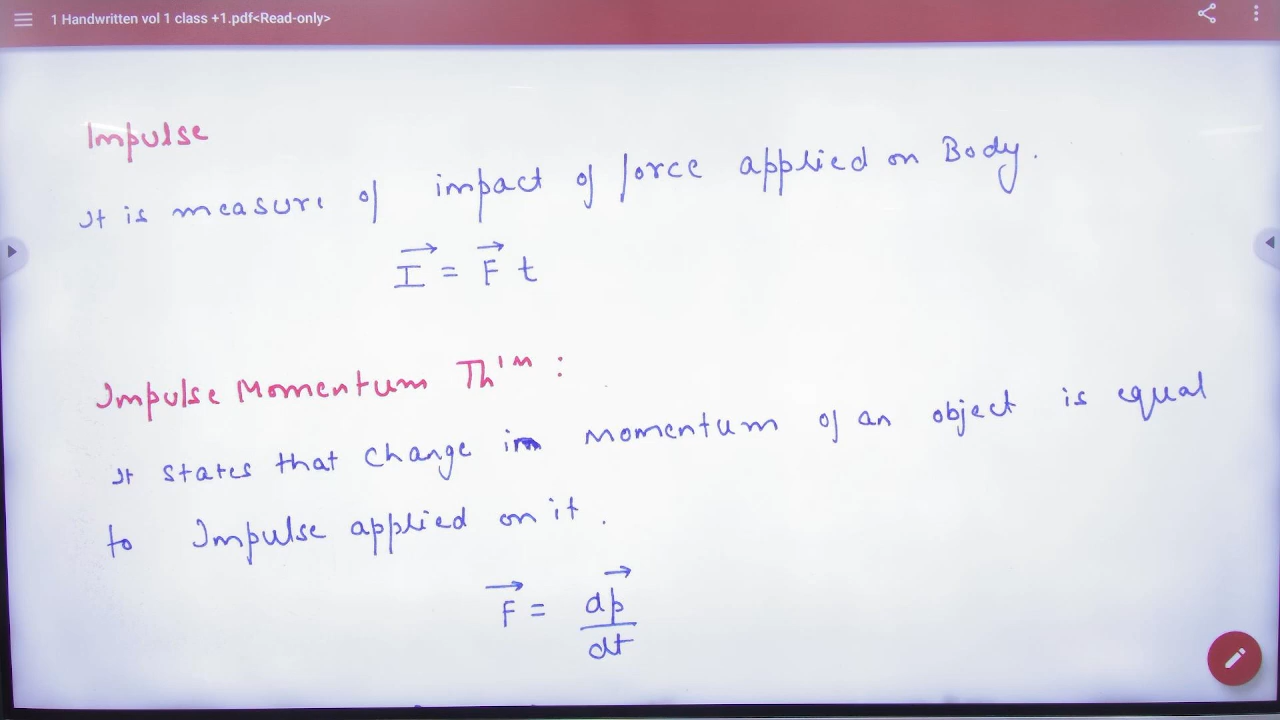 1 Handwritten vol 1 class +1.pdf<Read-only>
Impulse
It is measure of impact of force applied on Body.
I⃗ = F⃗ t
Impulse Momentum Th'm :
It states that change in momentum of an object is equal
to Impulse applied on it.
F⃗ = dp⃗/dt